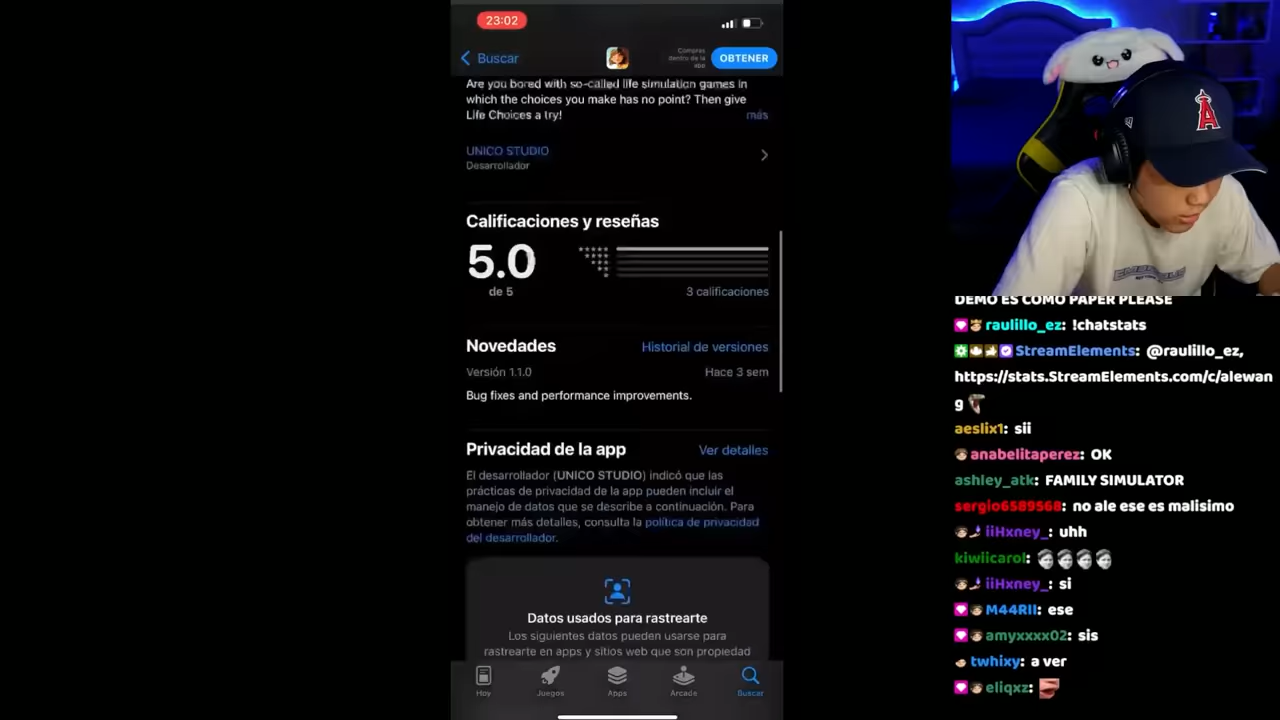 23:02
Buscar
Compras
dentro de la
app
OBTENER
Are you bored with so-called life simulation games in
which the choices you make has no point? Then give
Life Choices a try!
más
UNICO STUDIO
Desarrollador
Calificaciones y reseñas
5.0
de 5
3 calificaciones
Novedades
Historial de versiones
Versión 1.1.0
Hace 3 sem
Bug fixes and performance improvements.
Privacidad de la app
Ver detalles
El desarrollador (UNICO STUDIO) indicó que las
prácticas de privacidad de la app pueden incluir el
manejo de datos que se describe a continuación. Para
obtener más detalles, consulta la política de privacidad
del desarrollador.
Datos usados para rastrearte
Los siguientes datos pueden usarse para
rastrearte en apps y sitios web que son propiedad
Hoy
Juegos
Apps
Arcade
Buscar
A
DEMO ES COMO PAPER PLEASE
raulillo_ez: !chatstats
StreamElements: @raulillo_ez,
https://stats.StreamElements.com/c/alewan
g
aeslix1: sii
anabelitaperez: OK
ashley_atk: FAMILY SIMULATOR
sergio6589568: no ale ese es malisimo
iiHxney_: uhh
kiwiicarol:
iiHxney_: si
M44RII: ese
amyxxxx02: sis
twhixy: a ver
eliqxz: